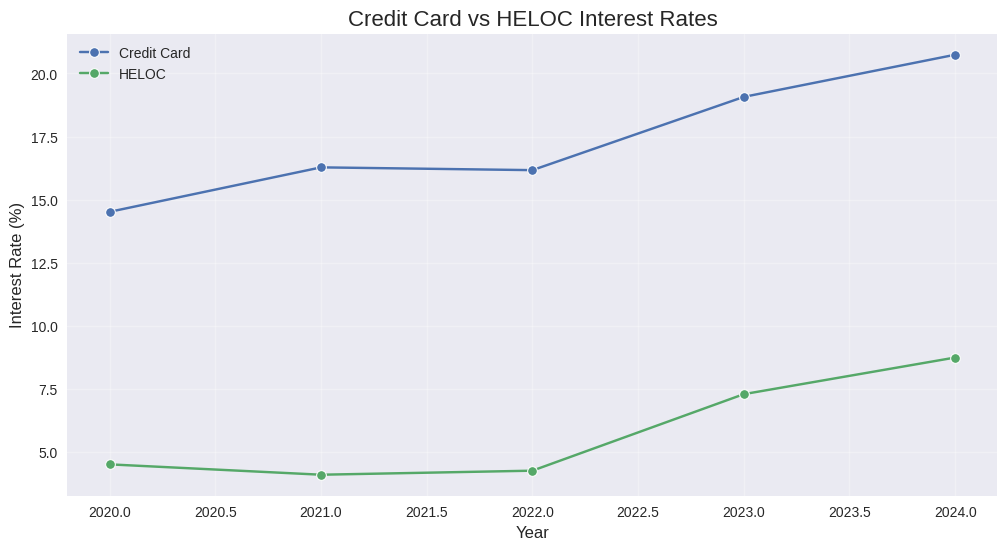 Credit Card vs HELOC Interest Rates
Credit Card
HELOC
Interest Rate (%)
20.0
17.5
15.0
12.5
10.0
7.5
5.0
2020.0 2020.5 2021.0 2021.5 2022.0 2022.5 2023.0 2023.5 2024.0
Year